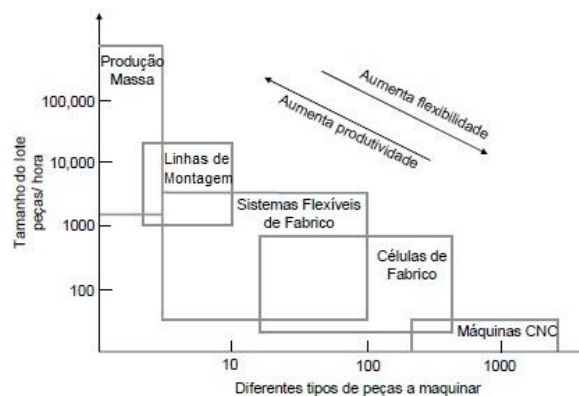 Produção
Massa
Aumenta flexibilidade
Aumenta produtividade
100,000
10,000
1000
100
Tamanho do lote
peças/ hora
Linhas de
Montagem
Sistemas Flexíveis
de Fabrico
Células de
Fabrico
Máquinas CNC
10
100
1000
Diferentes tipos de peças a maquinar